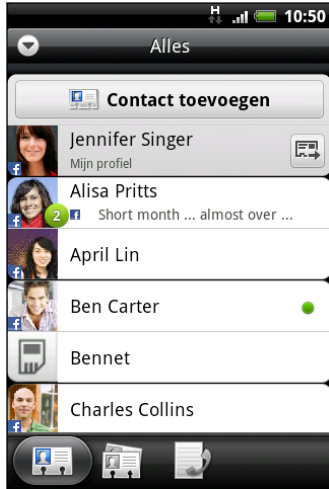 H 10:50
Alles
Contact toevoegen
Jennifer Singer
Mijn profiel
Alisa Pritts
2 f Short month ... almost over ...
April Lin
Ben Carter
Bennet
Charles Collins